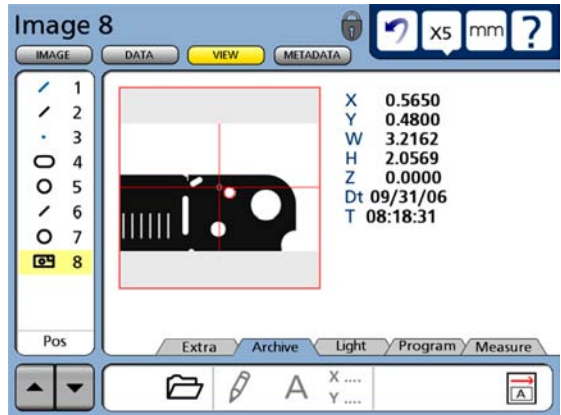 Image 8
X5 mm ?
IMAGE DATA VIEW METADATA
1
2
3
4
5
6
7
8
Pos
X 0.5650
Y 0.4800
W 3.2162
H 2.0569
Z 0.0000
Dt 09/31/06
T 08:18:31
Extra Archive Light Program Measure
A X ....
Y ....
A